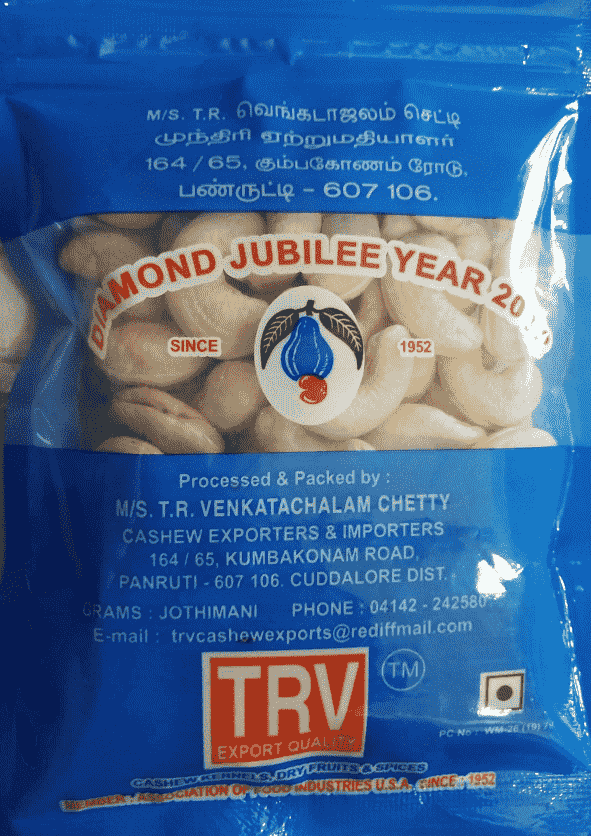 M/S. T.R. வெங்கடாஜலம் செட்டி
முந்திரி ஏற்றுமதியாளர்
164 / 65, கும்பகோணம் ரோடு,
பண்ருட்டி – 607 106.
DIAMOND JUBILEE YEAR
SINCE 1952
Processed & Packed by :
M/S. T.R. VENKATACHALAM CHETTY
CASHEW EXPORTERS & IMPORTERS
164 / 65, KUMBAKONAM ROAD,
PANRUTI - 607 106. CUDDALORE DIST.
GRAMS : JOTHIMANI PHONE : 04142 - 242580
E-mail : trvcashewexports@rediffmail.com
TRV
TM
EXPORT QUALITY
PC No :
CASHEW KERNELS, DRY FRUITS & SPICES
MEMBER : ASSOCIATION OF FOOD INDUSTRIES U.S.A. SINCE : 1952